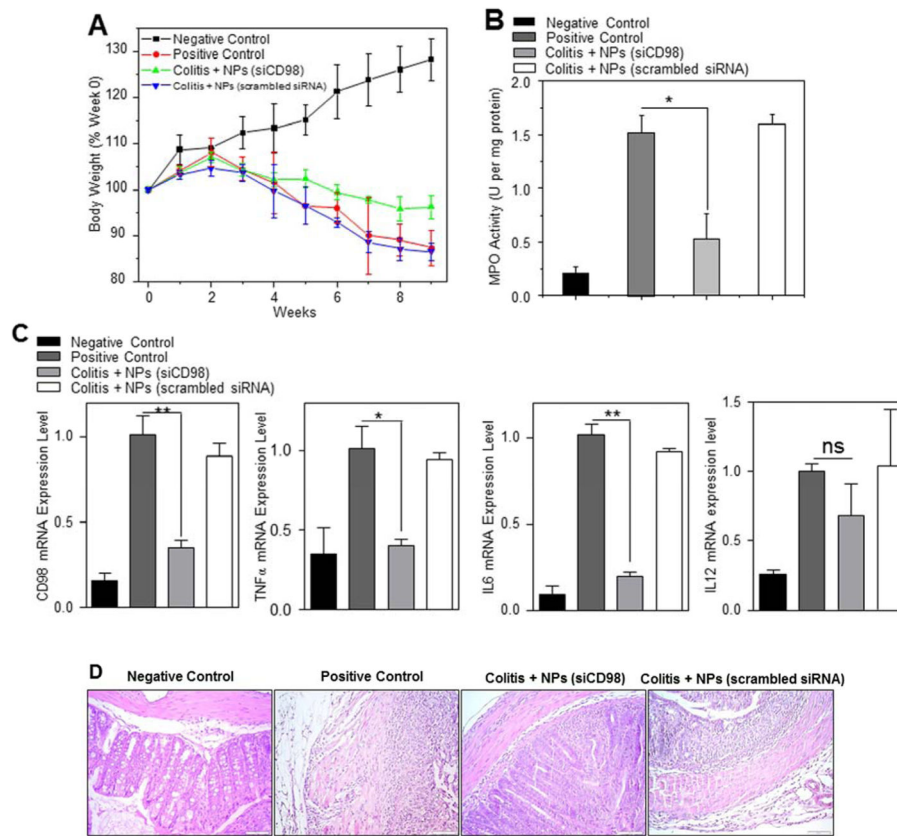 A
Negative Control
Positive Control
Colitis + NPs (siCD98)
Colitis + NPs (scrambled siRNA)
Body Weight (% Week 0)
130
120
110
100
90
80
0 2 4 6 8
Weeks
B
Negative Control
Positive Control
Colitis + NPs (siCD98)
Colitis + NPs (scrambled siRNA)
MPO Activity (U per mg protein)
2.0
1.5
1.0
0.5
0.0
*
C
Negative Control
Positive Control
Colitis + NPs (siCD98)
Colitis + NPs (scrambled siRNA)
CD98 mRNA Expression Level
1.0
0.5
0.0
**
TNFα mRNA Expression Level
1.0
0.5
0.0
*
IL6 mRNA Expression Level
1.0
0.5
0.0
**
IL12 mRNA expression level
1.5
1.0
0.5
0.0
ns
D
Negative Control
Positive Control
Colitis + NPs (siCD98)
Colitis + NPs (scrambled siRNA)